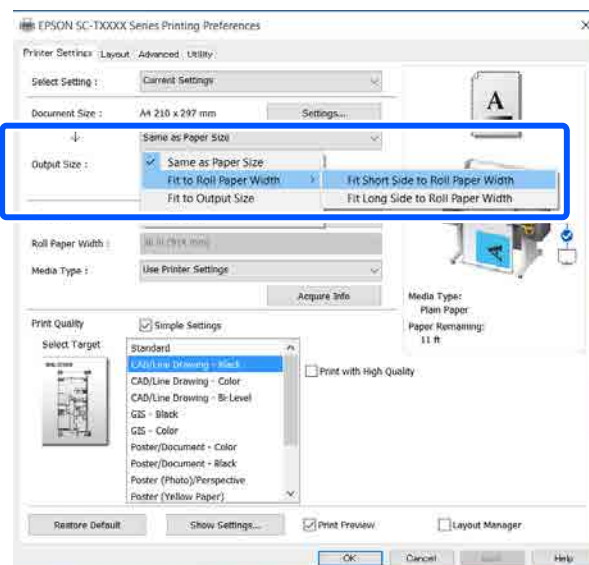 EPSON SC-TXXXX Series Printing Preferences
Printer Settings Layout Advanced Utility
Select Setting : Current Settings
Document Size : A4 210 x 297 mm Settings...
Same as Paper Size
Output Size :
Same as Paper Size
Fit to Roll Paper Width Fit Short Side to Roll Paper Width
Fit to Output Size Fit Long Side to Roll Paper Width
Roll Paper Width :
Media Type : Use Printer Settings
Acquire Info
A
A
Media Type:
Plain Paper
Paper Remaining:
11 ft
Print Quality Simple Settings
Select Target
Standard
CAD/Line Drawing - Black
CAD/Line Drawing - Color
CAD/Line Drawing - Bi-Level
GIS - Black
GIS - Color
Poster/Document - Color
Poster/Document - Black
Poster (Photo)/Perspective
Poster (Yellow Paper)
Print with High Quality
Restore Default Show Settings... Print Preview Layout Manager
OK Cancel Help